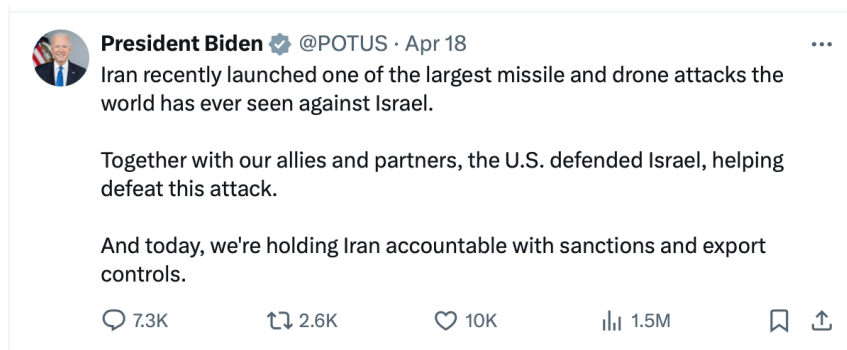 President Biden @POTUS · Apr 18
Iran recently launched one of the largest missile and drone attacks the
world has ever seen against Israel.
Together with our allies and partners, the U.S. defended Israel, helping
defeat this attack.
And today, we're holding Iran accountable with sanctions and export
controls.
7.3K 2.6K 10K 1.5M